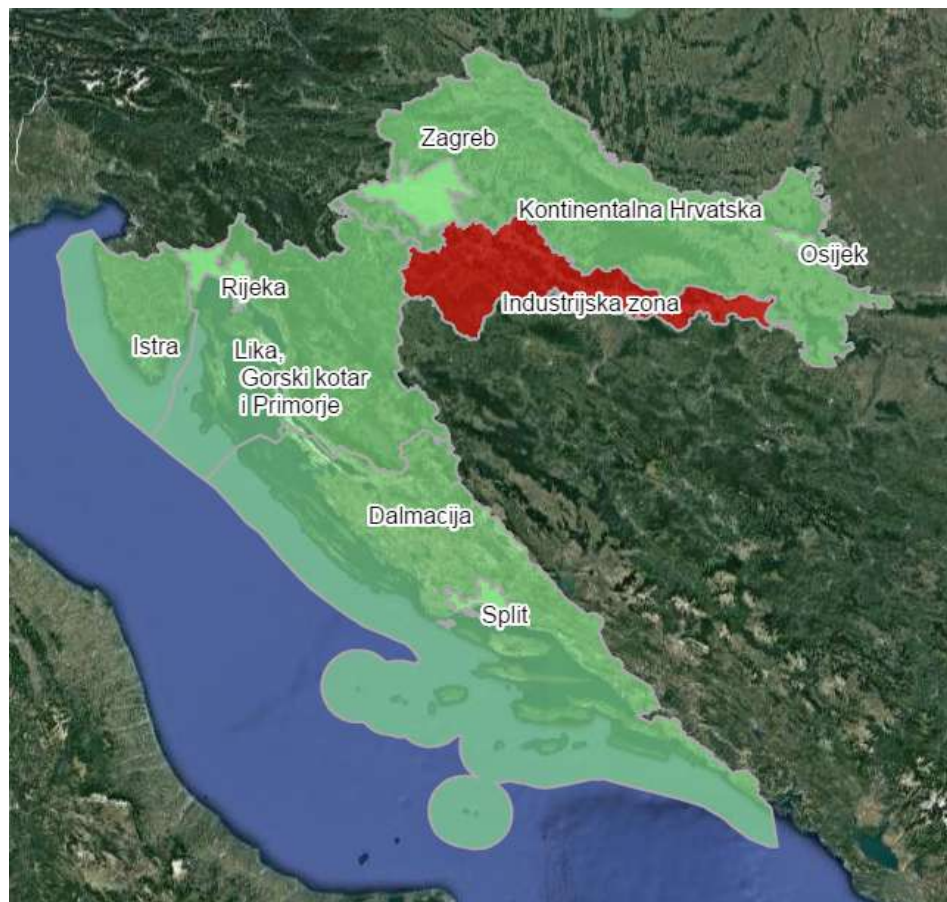 Zagreb
Kontinentalna Hrvatska
Osijek
Rijeka
Industrijska zona
Istra
Lika,
Gorski kotar
i Primorje
Dalmacija
Split